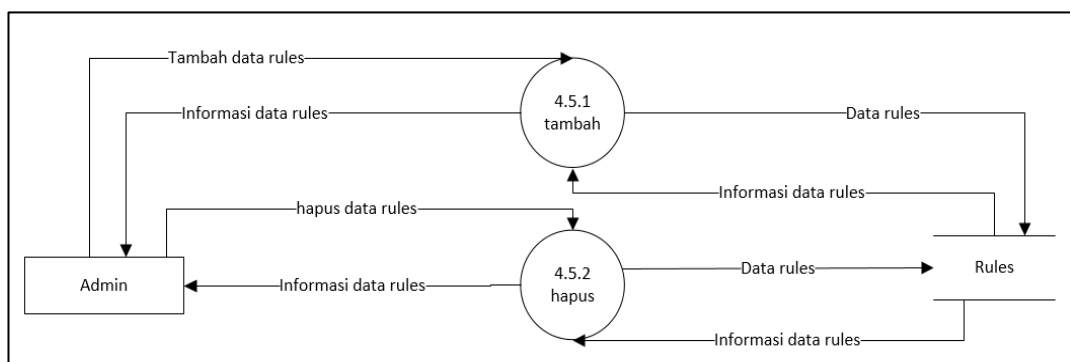 Tambah data rules
4.5.1
tambah
Informasi data rules
Data rules
Informasi data rules
hapus data rules
4.5.2
hapus
Admin
Informasi data rules
Data rules
Rules
Informasi data rules